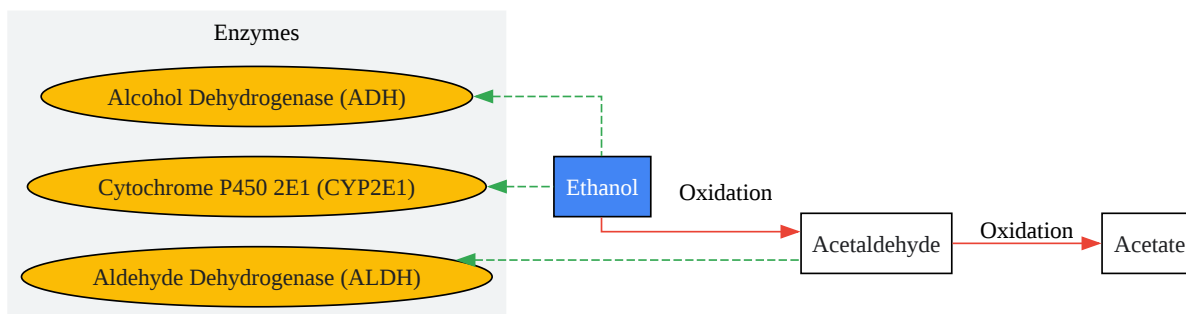 Enzymes
Alcohol Dehydrogenase (ADH)
Cytochrome P450 2E1 (CYP2E1)
Ethanol
Oxidation
Acetaldehyde
Oxidation
Acetate
Aldehyde Dehydrogenase (ALDH)